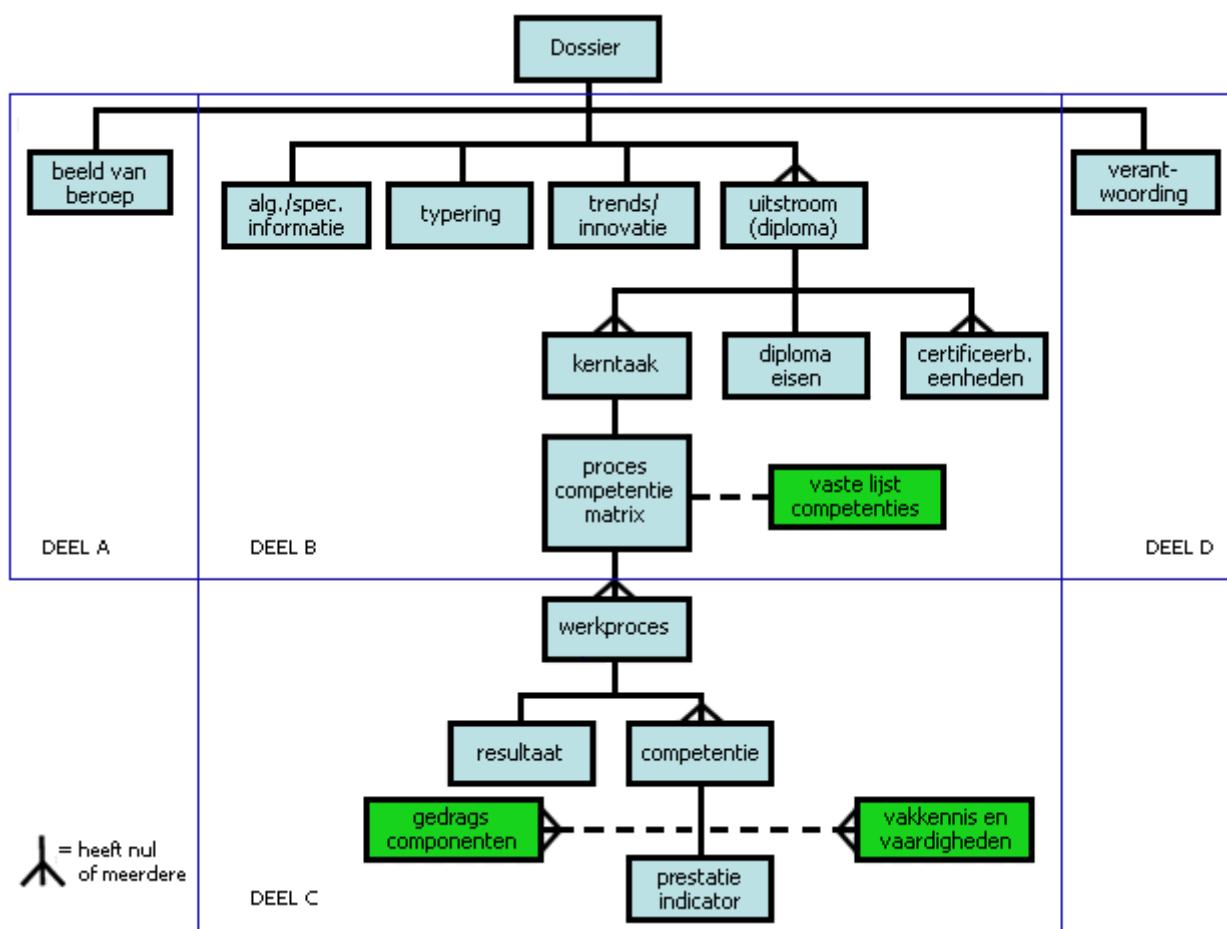 Dossier
beeld van
beroep
alg./spec.
informatie
typering
trends/
innovatie
uitstroom
(diploma)
verant-
woording
kerntaak
diploma
eisen
certificeerb.
eenheden
proces
competentie
matrix
vaste lijst
competenties
DEEL A
DEEL B
DEEL D
werkproces
resultaat
competentie
gedrags
componenten
vakkennis en
vaardigheden
= heeft nul
of meerdere
prestatie
indicator
DEEL C